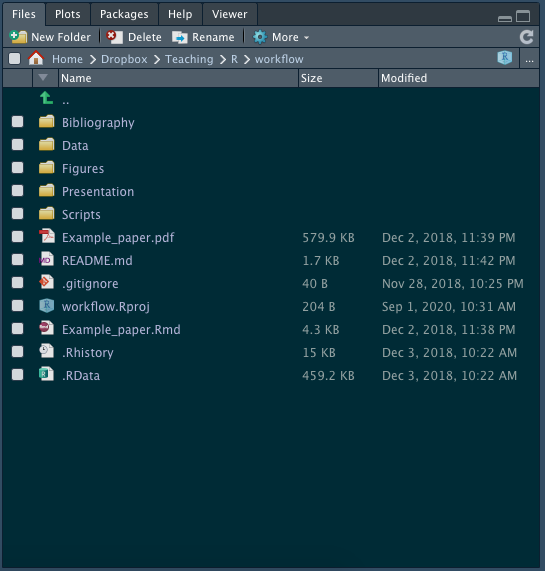 Files Plots Packages Help Viewer
New Folder Delete Rename More
Home Dropbox Teaching R workflow R ...
Name Size Modified
..
Bibliography
Data
Figures
Presentation
Scripts
Example_paper.pdf 579.9 KB Dec 2, 2018, 11:39 PM
README.md 1.7 KB Dec 2, 2018, 11:42 PM
.gitignore 40 B Nov 28, 2018, 10:25 PM
workflow.Rproj 204 B Sep 1, 2020, 10:31 AM
Example_paper.Rmd 4.3 KB Dec 2, 2018, 11:38 PM
.Rhistory 15 KB Dec 3, 2018, 10:22 AM
.RData 459.2 KB Dec 3, 2018, 10:22 AM